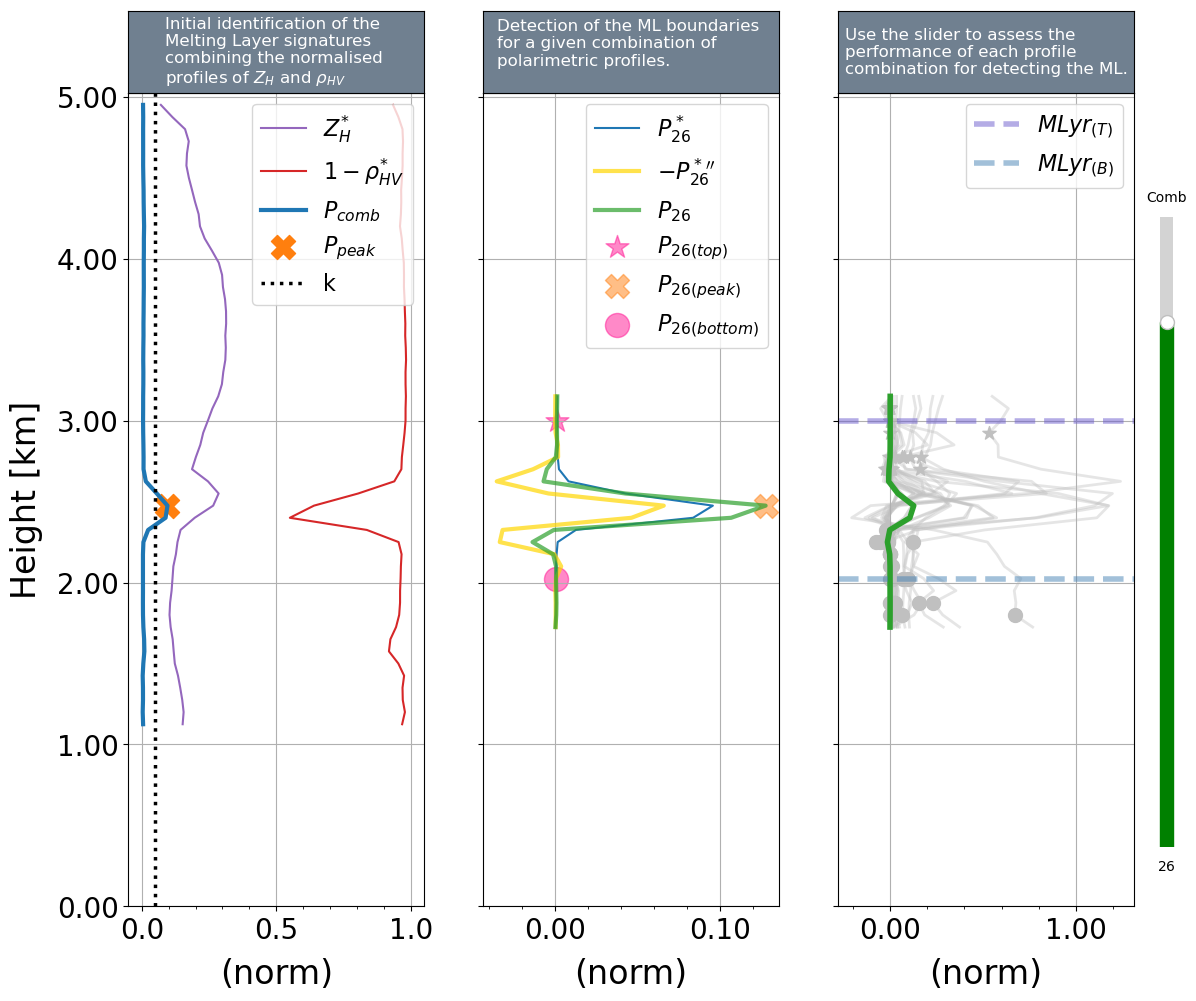 Initial identification of the
Melting Layer signatures
combining the normalised
profiles of Z_H and ρ_HV
Detection of the ML boundaries
for a given combination of
polarimetric profiles.
Use the slider to assess the
performance of each profile
combination for detecting the ML.
Z*_H
1 − ρ*_HV
P_comb
P_peak
k
P*_26
−P*″_26
P_26
P_26(top)
P_26(peak)
P_26(bottom)
MLyr_(T)
MLyr_(B)
Comb
26
Height [km]
5.00
4.00
3.00
2.00
1.00
0.00
0.0 0.5 1.0
(norm)
0.00 0.10
(norm)
0.00 1.00
(norm)